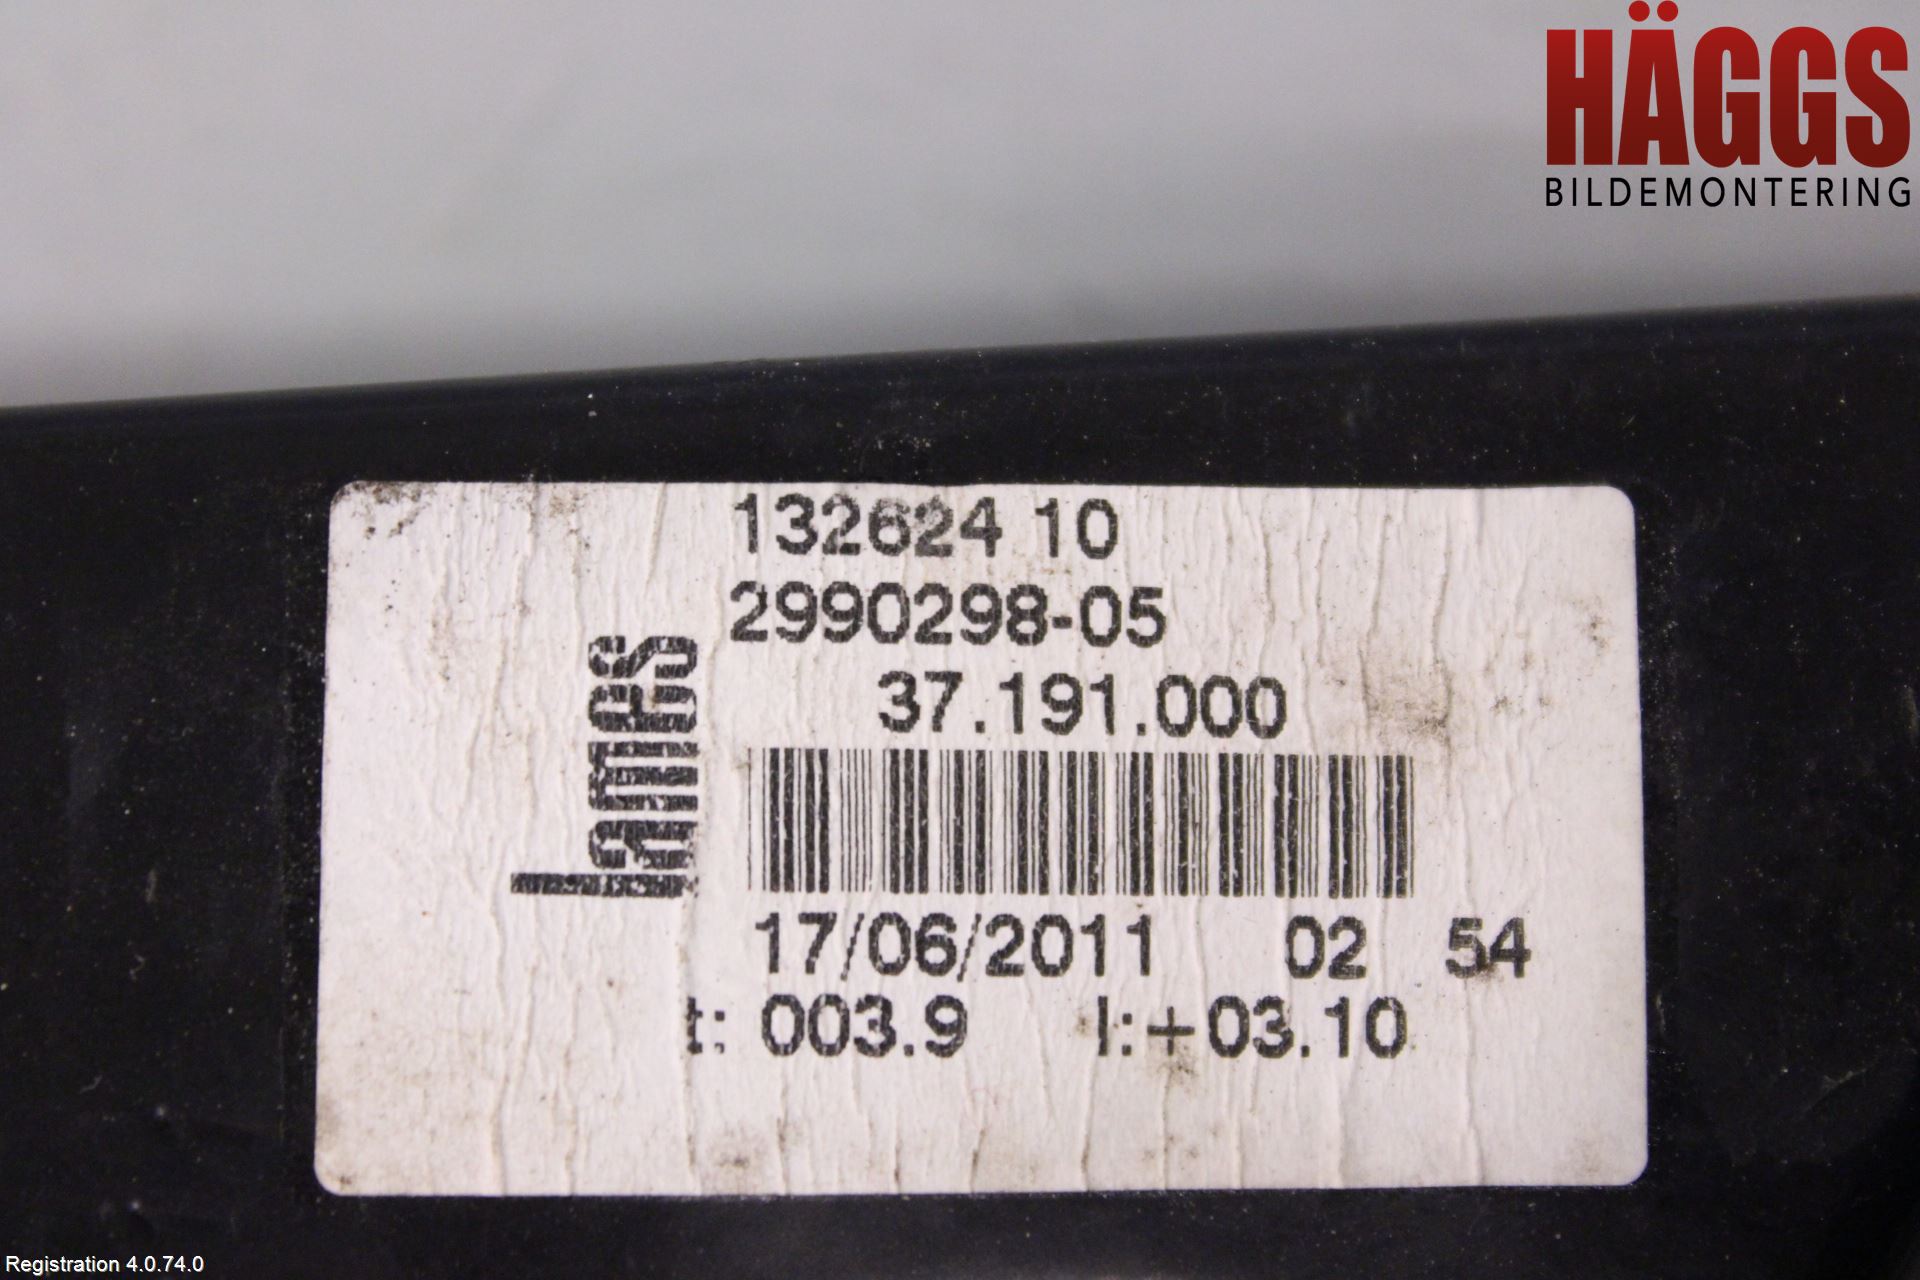 HÄGGS
BILDEMONTERING
132624 10
2990298-05
37.191.000
Lames
17/06/2011 02 54
t: 003.9 l:+03.10
Registration 4.0.74.0